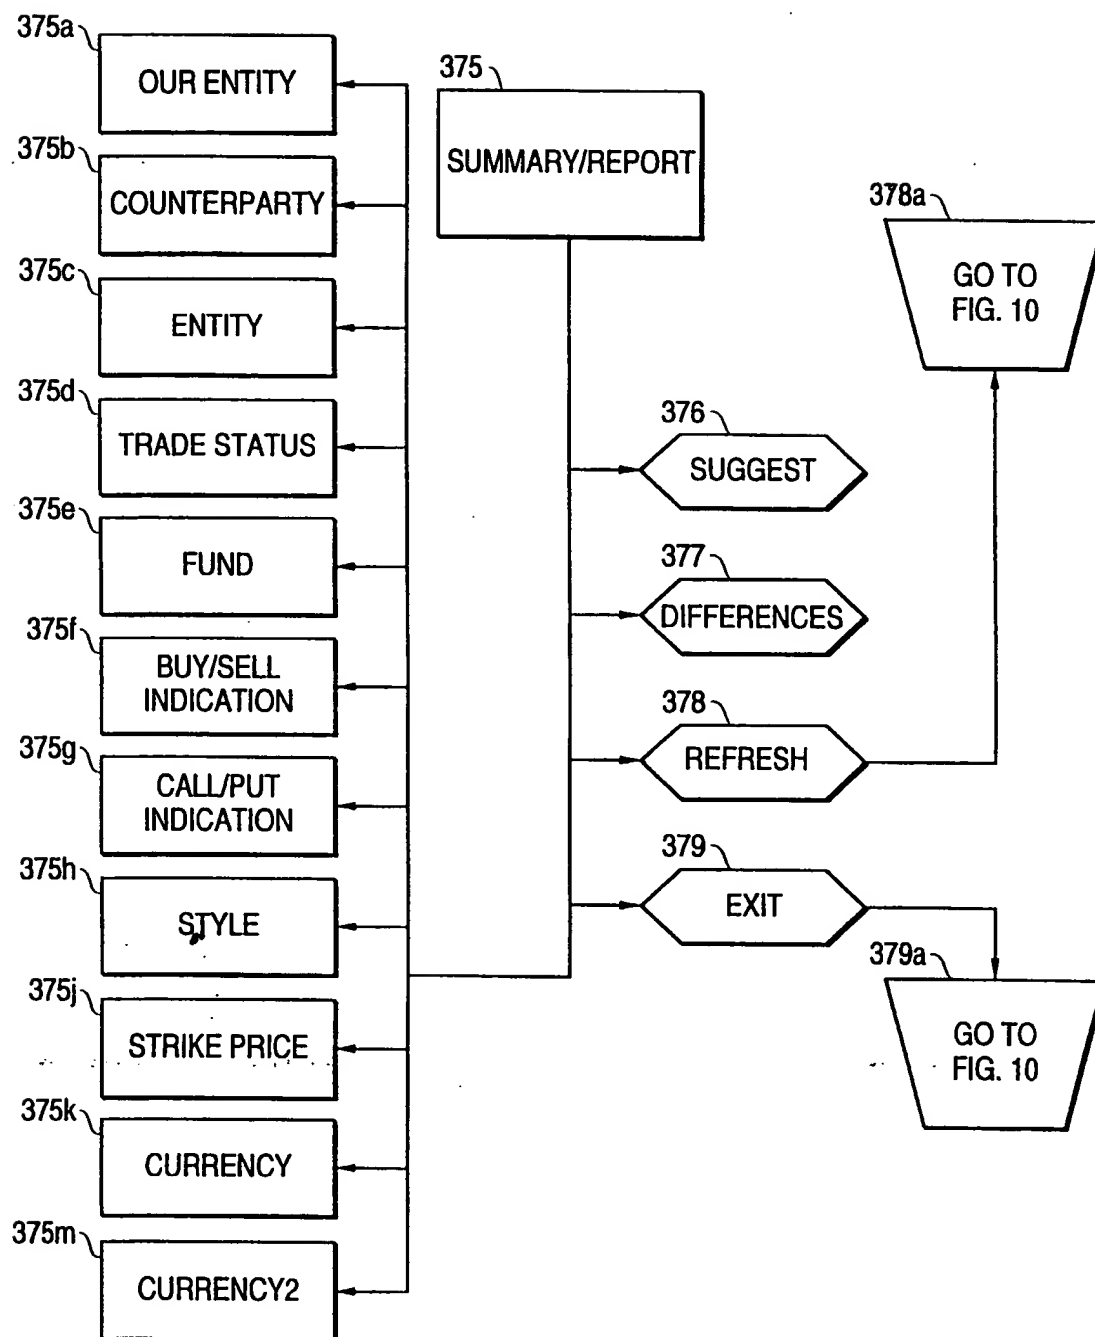 375a
OUR ENTITY
375b
COUNTERPARTY
375c
ENTITY
375d
TRADE STATUS
375e
FUND
375f
BUY/SELL
INDICATION
375g
CALL/PUT
INDICATION
375h
STYLE
375j
STRIKE PRICE
375k
CURRENCY
375m
CURRENCY2
375
SUMMARY/REPORT
376
SUGGEST
377
DIFFERENCES
378
REFRESH
379
EXIT
378a
GO TO
FIG. 10
379a
GO TO
FIG. 10